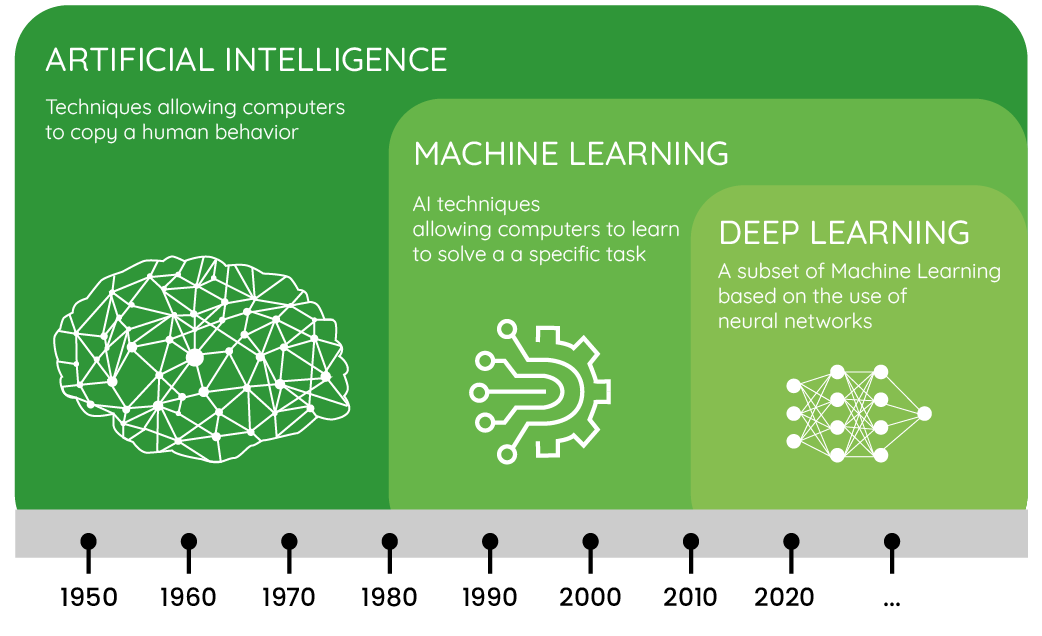 ARTIFICIAL INTELLIGENCE
Techniques allowing computers
to copy a human behavior
MACHINE LEARNING
AI techniques
allowing computers to learn
to solve a a specific task
DEEP LEARNING
A subset of Machine Learning
based on the use of
neural networks
1950 1960 1970 1980 1990 2000 2010 2020 ...